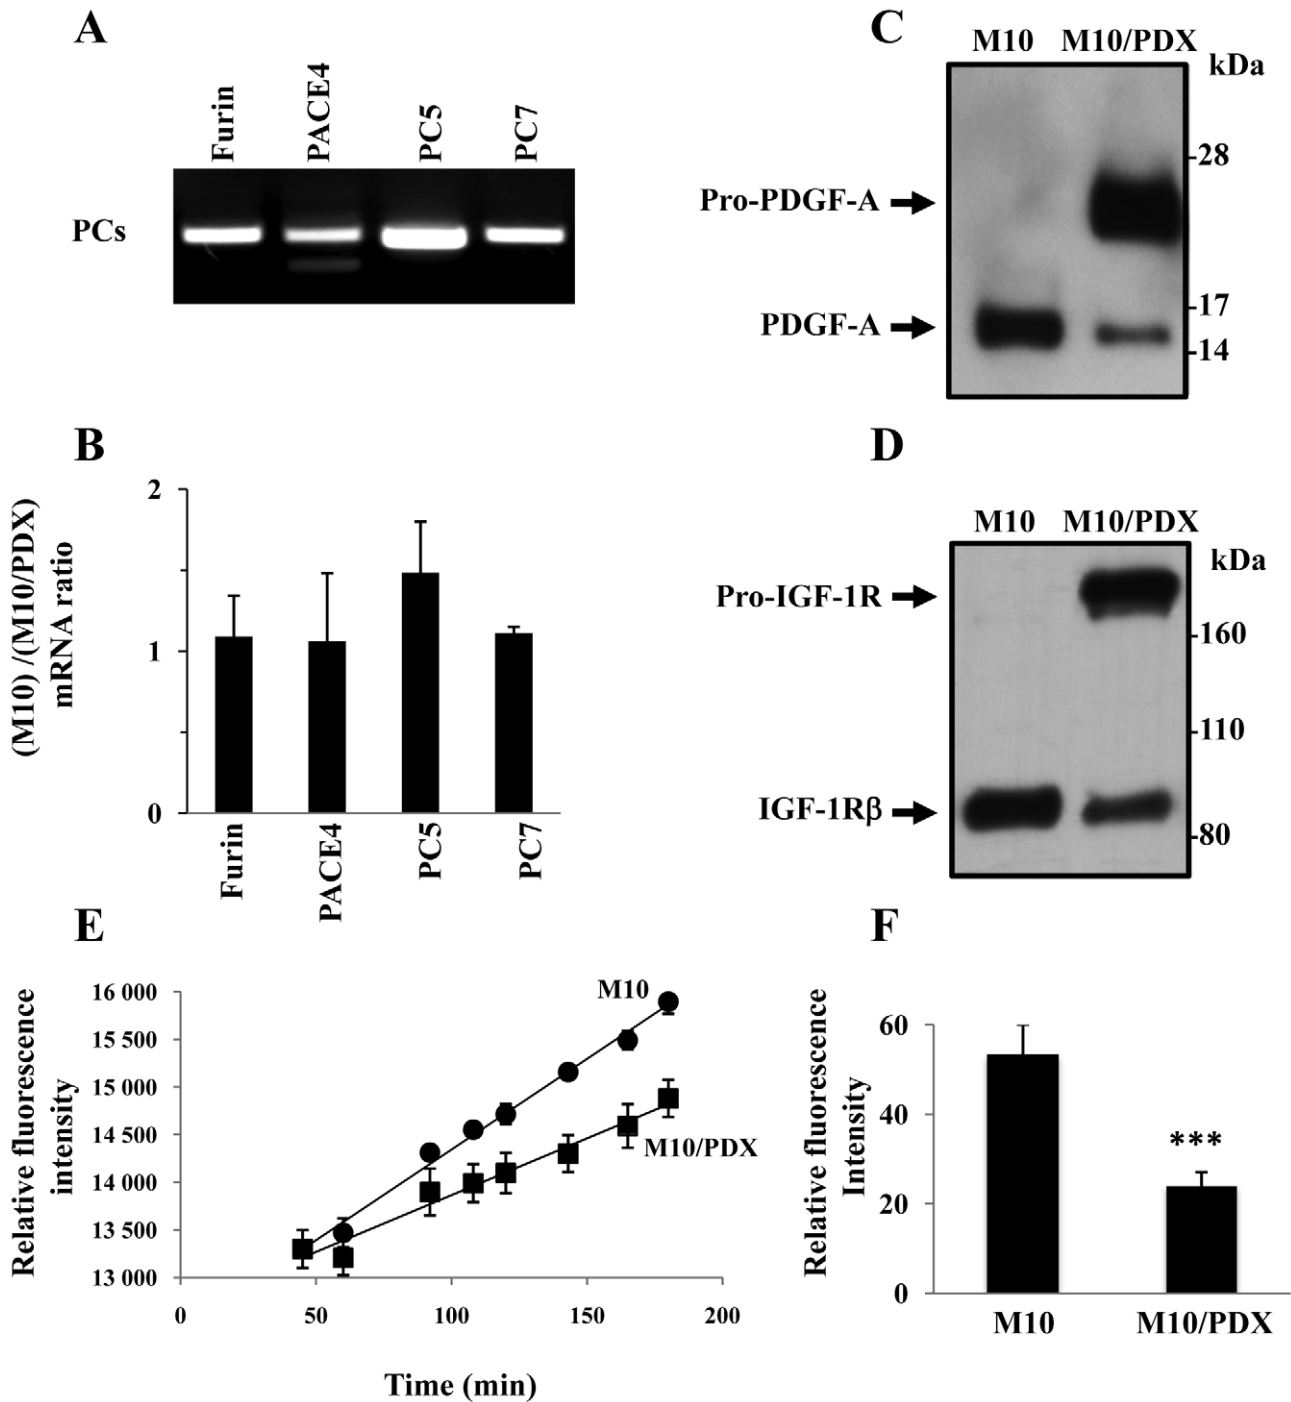 A
Furin
PACE4
PC5
PC7
PCs
B
2
1
0
(M10) /(M10/PDX)
mRNA ratio
Furin
PACE4
PC5
PC7
C
M10 M10/PDX
kDa
28
Pro-PDGF-A
17
PDGF-A
14
D
M10 M10/PDX
kDa
Pro-IGF-1R
160
110
IGF-1Rβ
80
E
Relative fluorescence
intensity
16 000
15 500
15 000
14 500
14 000
13 500
13 000
M10
M10/PDX
0 50 100 150 200
Time (min)
F
Relative fluorescence
Intensity
60
40
20
0
***
M10 M10/PDX